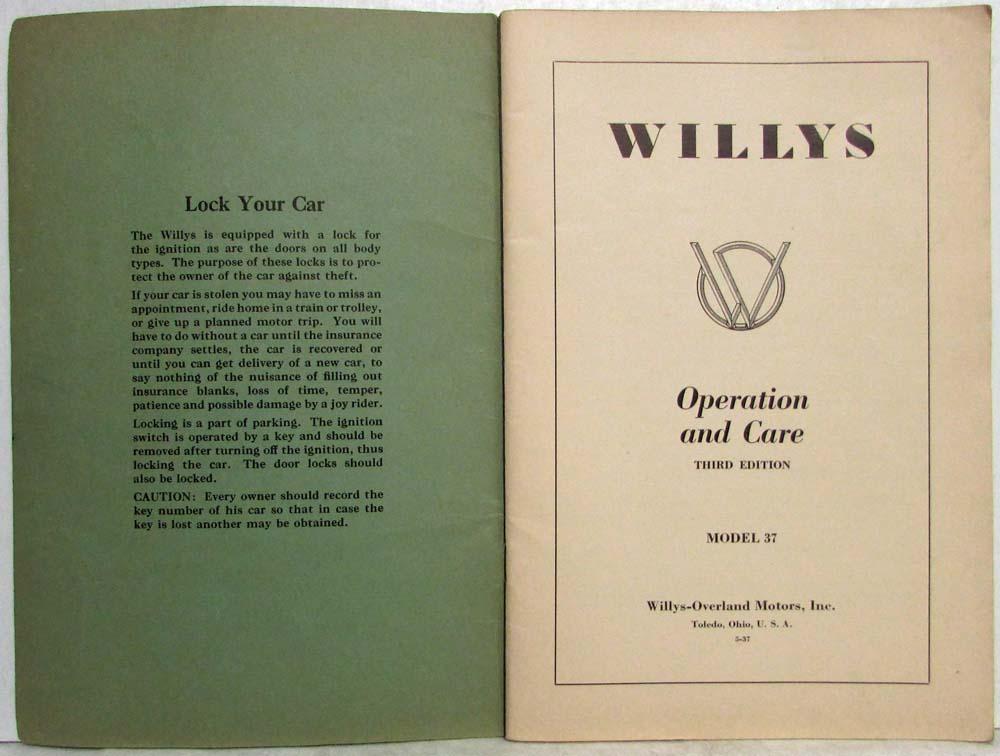 Lock Your Car
The Willys is equipped with a lock for
the ignition as are the doors on all body
types. The purpose of these locks is to pro-
tect the owner of the car against theft.
If your car is stolen you may have to miss an
appointment, ride home in a train or trolley,
or give up a planned motor trip. You will
have to do without a car until the insurance
company settles, the car is recovered or
until you can get delivery of a new car, to
say nothing of the nuisance of filling out
insurance blanks, loss of time, temper,
patience and possible damage by a joy rider.
Locking is a part of parking. The ignition
switch is operated by a key and should be
removed after turning off the ignition, thus
locking the car. The door locks should
also be locked.
CAUTION: Every owner should record the
key number of his car so that in case the
key is lost another may be obtained.
WILLYS
W
Operation
and Care
THIRD EDITION
MODEL 37
Willys-Overland Motors, Inc.
Toledo, Ohio, U. S. A.
5-37